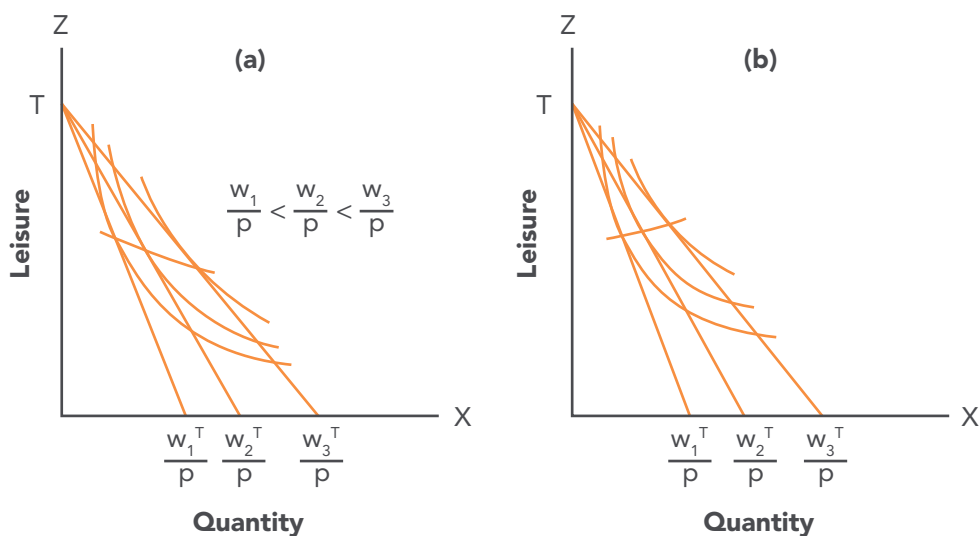 Z
(a)
T
Leisure
w₁/p < w₂/p < w₃/p
X
w₁ᵀ/p w₂ᵀ/p w₃ᵀ/p
Quantity
Z
(b)
T
Leisure
X
w₁ᵀ/p w₂ᵀ/p w₃ᵀ/p
Quantity